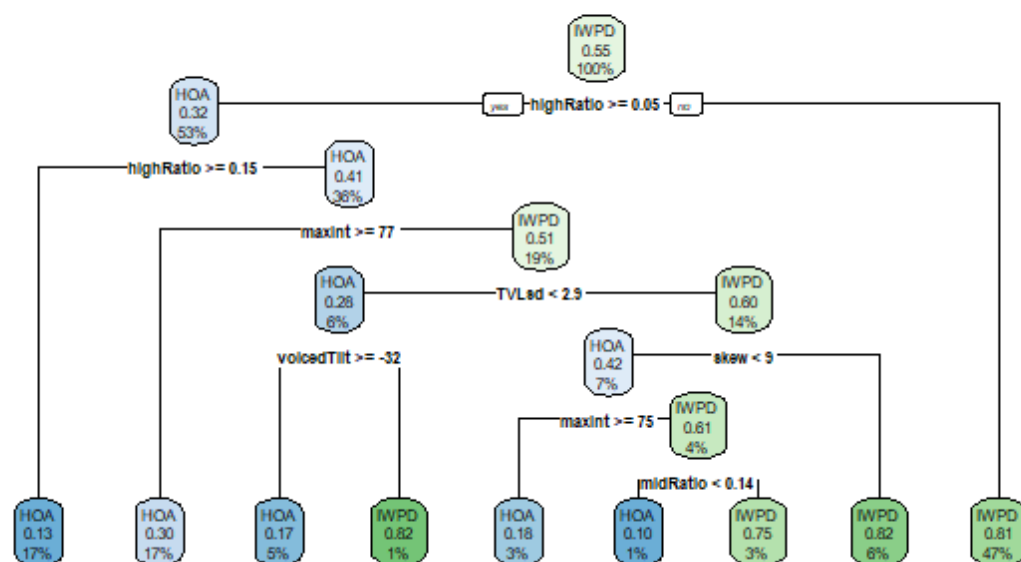 IWPD
0.55
100%
yes
highRatio >= 0.05
no
HOA
0.32
53%
highRatio >= 0.15
HOA
0.41
36%
maxInt >= 77
IWPD
0.51
19%
HOA
0.28
6%
TVLsd < 2.9
IWPD
0.60
14%
voicedTilt >= -32
HOA
0.42
7%
skew < 9
maxInt >= 75
IWPD
0.61
4%
midRatio < 0.14
HOA
0.13
17%
HOA
0.30
17%
HOA
0.17
5%
IWPD
0.82
1%
HOA
0.18
3%
HOA
0.10
1%
IWPD
0.75
3%
IWPD
0.82
6%
IWPD
0.81
47%